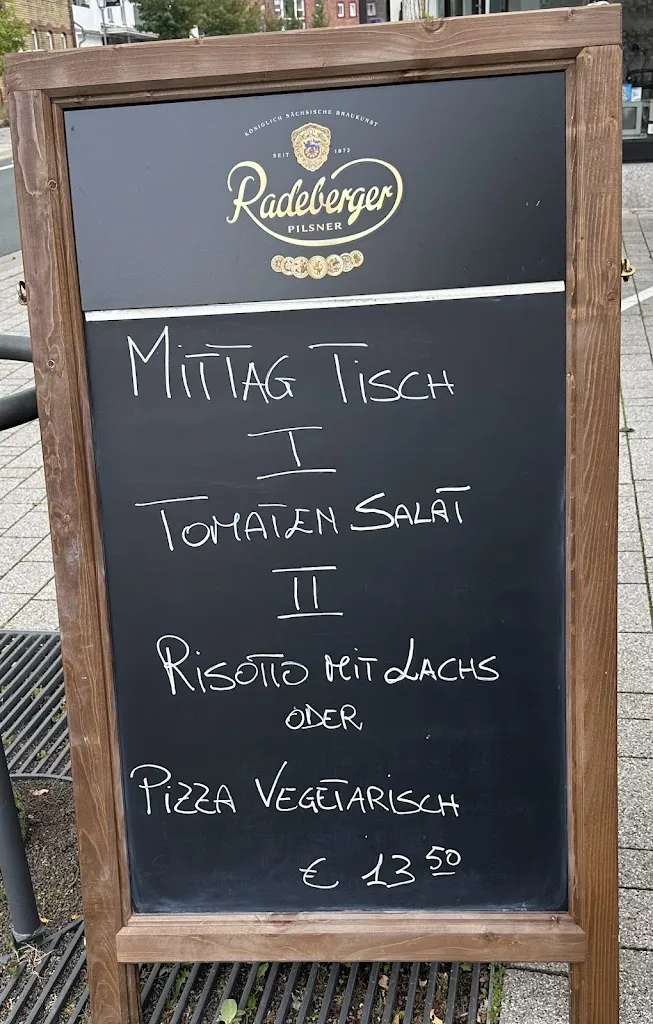 KÖNIGLICH SÄCHSISCHE BRAUKUNST
SEIT 1872
Radeberger
PILSNER
MITTAG TISCH
I
TOMATEN SALAT
II
RISOTTO MIT LACHS
ODER
PIZZA VEGETARISCH
€ 13 50